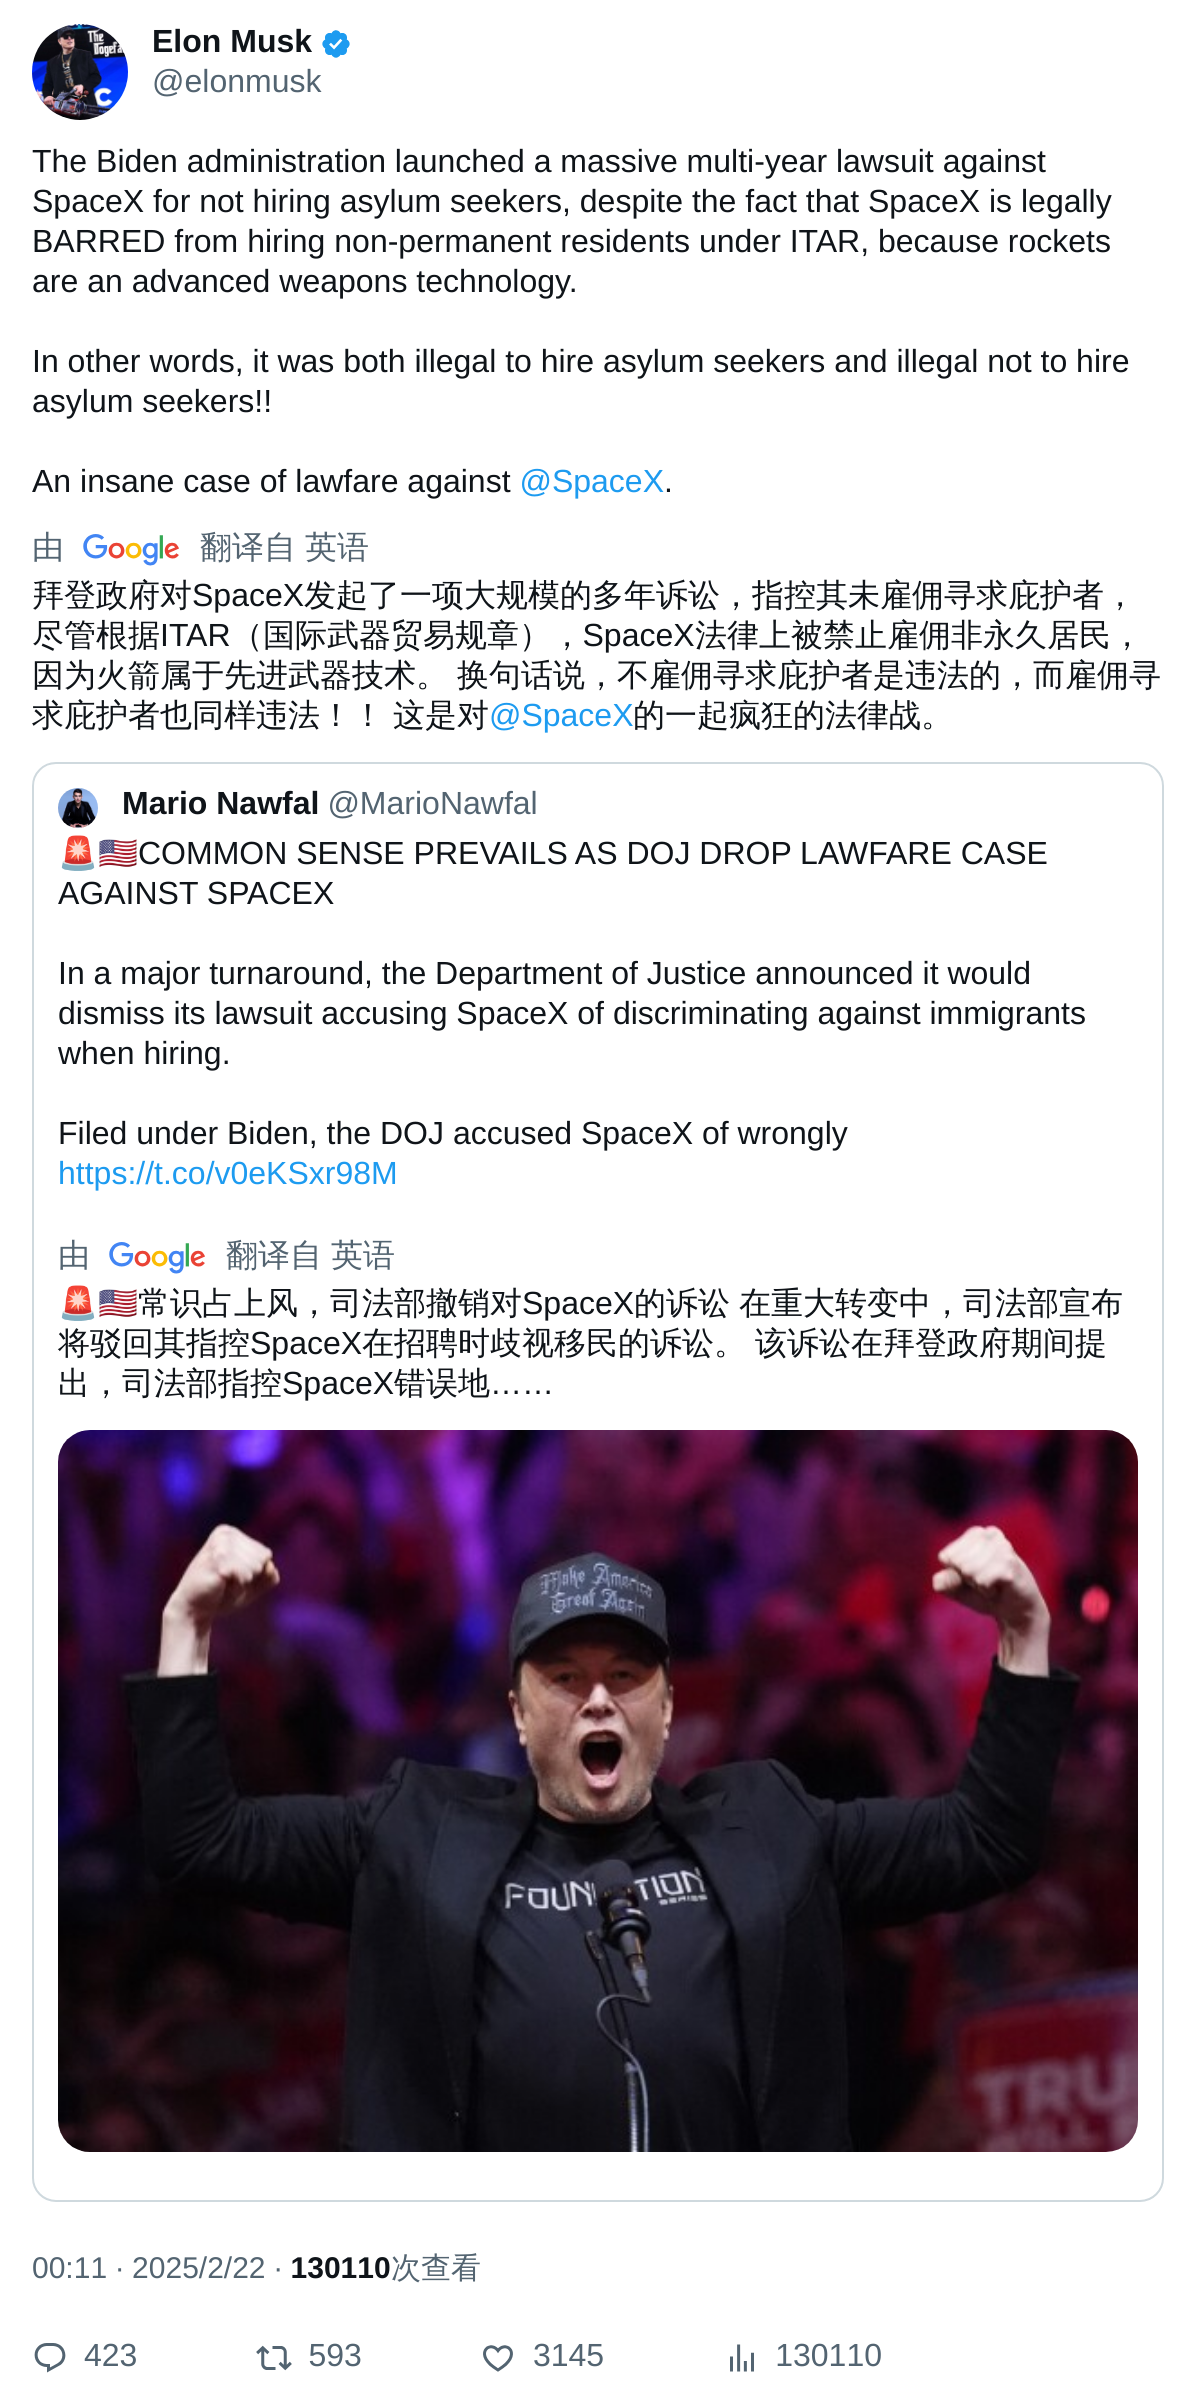 The
Dogefa
C
Elon Musk
@elonmusk
The Biden administration launched a massive multi-year lawsuit against
SpaceX for not hiring asylum seekers, despite the fact that SpaceX is legally
BARRED from hiring non-permanent residents under ITAR, because rockets
are an advanced weapons technology.
In other words, it was both illegal to hire asylum seekers and illegal not to hire
asylum seekers!!
An insane case of lawfare against @SpaceX.
由 Google 翻译自 英语
拜登政府对SpaceX发起了一项大规模的多年诉讼，指控其未雇佣寻求庇护者，
尽管根据ITAR（国际武器贸易规章），SpaceX法律上被禁止雇佣非永久居民，
因为火箭属于先进武器技术。 换句话说，不雇佣寻求庇护者是违法的，而雇佣寻
求庇护者也同样违法！！ 这是对@SpaceX的一起疯狂的法律战。
Mario Nawfal @MarioNawfal
🚨🇺🇸COMMON SENSE PREVAILS AS DOJ DROP LAWFARE CASE
AGAINST SPACEX
In a major turnaround, the Department of Justice announced it would
dismiss its lawsuit accusing SpaceX of discriminating against immigrants
when hiring.
Filed under Biden, the DOJ accused SpaceX of wrongly
https://t.co/v0eKSxr98M
由 Google 翻译自 英语
🚨🇺🇸常识占上风，司法部撤销对SpaceX的诉讼 在重大转变中，司法部宣布
将驳回其指控SpaceX在招聘时歧视移民的诉讼。 该诉讼在拜登政府期间提
出，司法部指控SpaceX错误地……
Make America
Great Again
FOUN TION
SERIES
TRU
00:11 · 2025/2/22 · 130110次查看
423 593 3145 130110